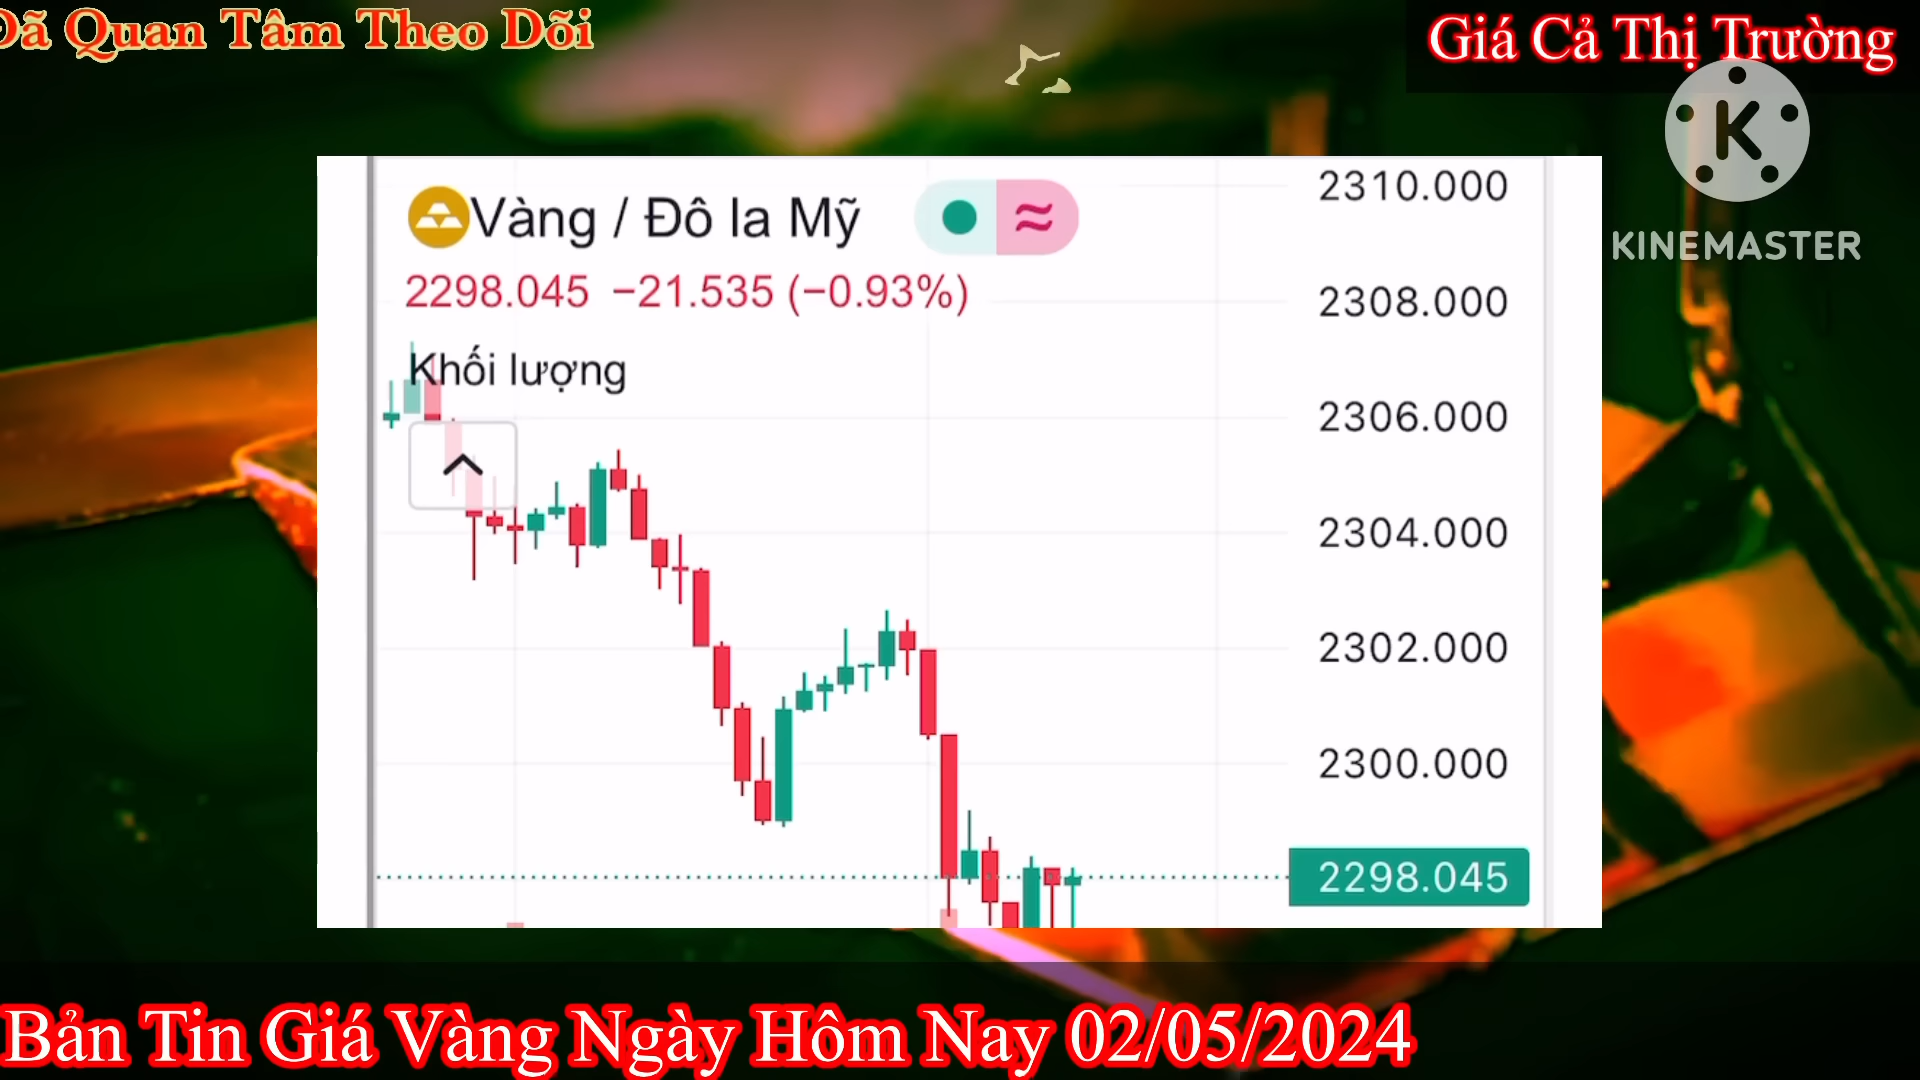 Đã Quan Tâm Theo Dõi
Giá Cả Thị Trường
K
KINEMASTER
Vàng / Đô la Mỹ
2298.045 −21.535 (−0.93%)
Khối lượng
2310.000
2308.000
2306.000
2304.000
2302.000
2300.000
2298.045
Bản Tin Giá Vàng Ngày Hôm Nay 02/05/2024